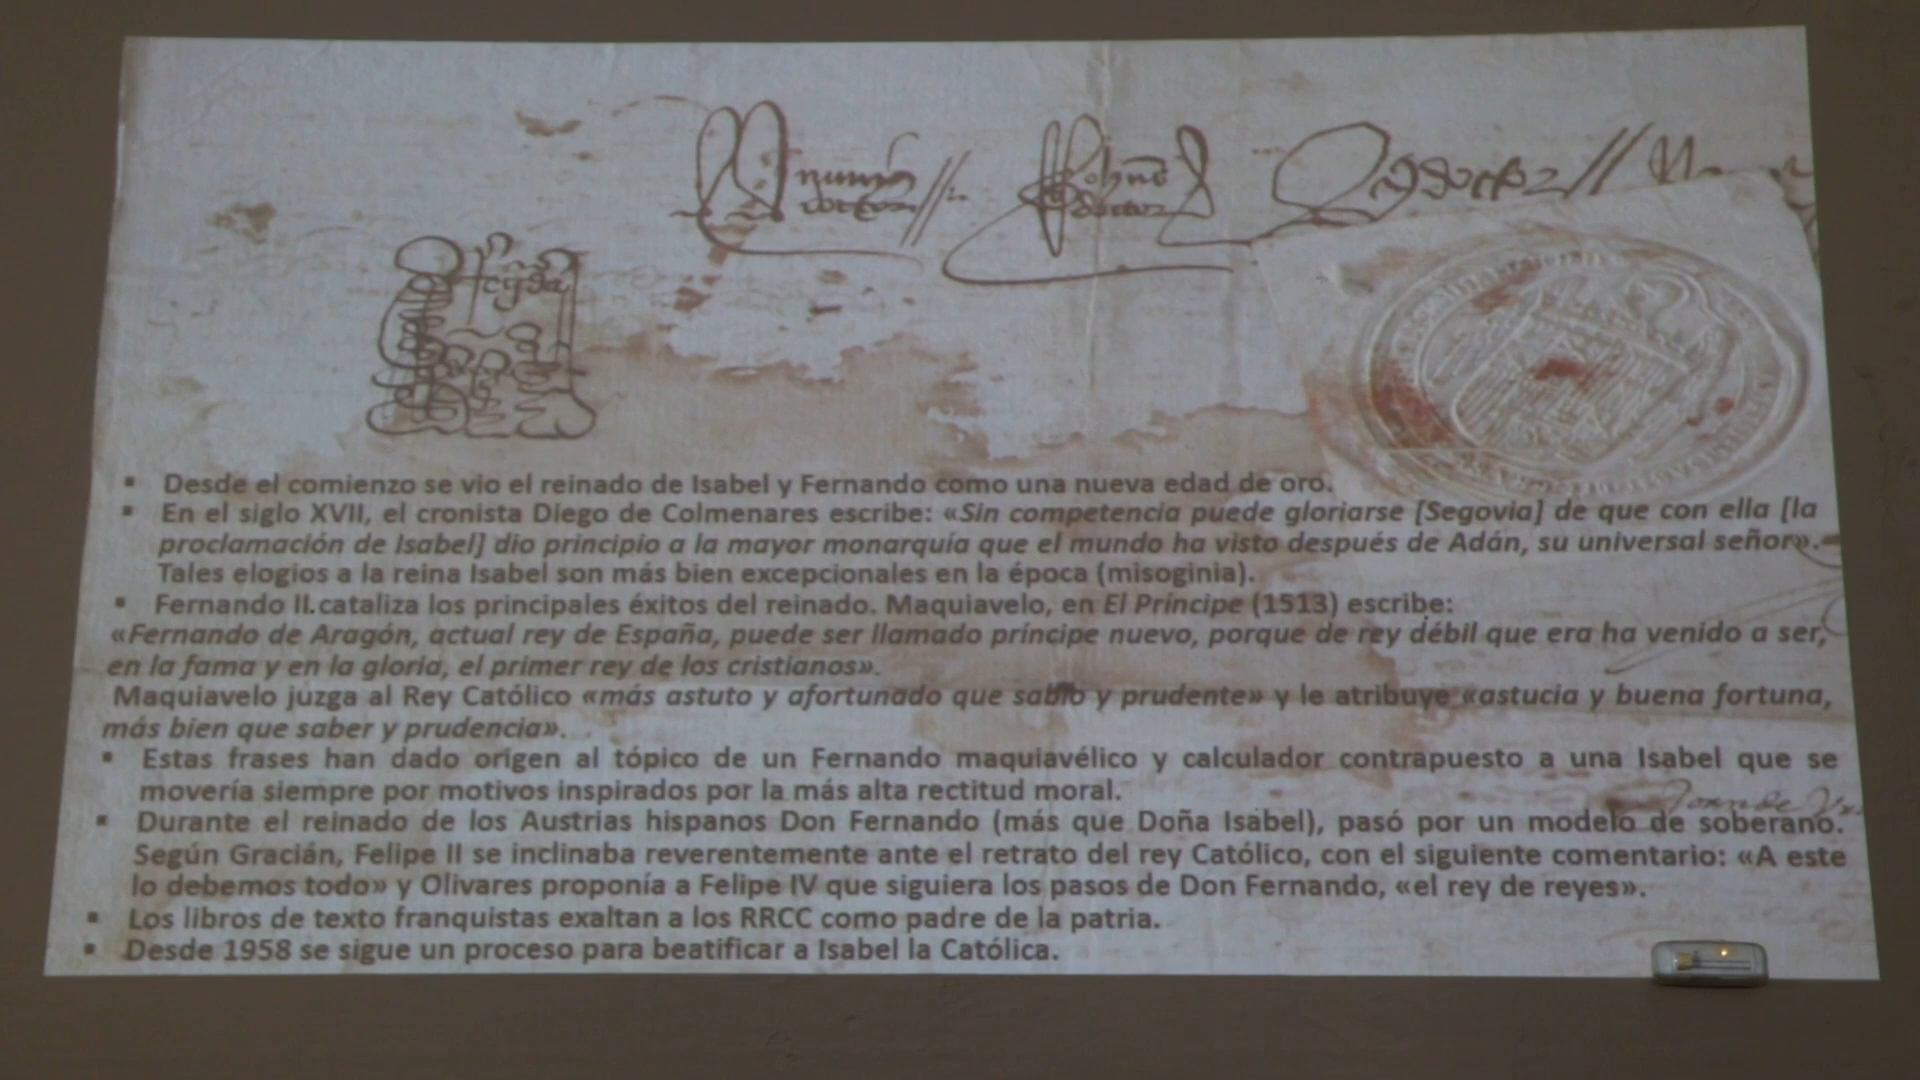 doctor
▪ Desde el comienzo se vio el reinado de Isabel y Fernando como una nueva edad de oro.
▪ En el siglo XVII, el cronista Diego de Colmenares escribe: «Sin competencia puede gloriarse [Segovia] de que con ella [la
proclamación de Isabel] dio principio a la mayor monarquía que el mundo ha visto después de Adán, su universal señor».
Tales elogios a la reina Isabel son más bien excepcionales en la época (misoginia).
▪ Fernando II.cataliza los principales éxitos del reinado. Maquiavelo, en El Príncipe (1513) escribe:
«Fernando de Aragón, actual rey de España, puede ser llamado príncipe nuevo, porque de rey débil que era ha venido a ser,
en la fama y en la gloria, el primer rey de los cristianos».
Maquiavelo juzga al Rey Católico «más astuto y afortunado que sabio y prudente» y le atribuye «astucia y buena fortuna,
más bien que saber y prudencia».
▪ Estas frases han dado origen al tópico de un Fernando maquiavélico y calculador contrapuesto a una Isabel que se
movería siempre por motivos inspirados por la más alta rectitud moral.
▪ Durante el reinado de los Austrias hispanos Don Fernando (más que Doña Isabel), pasó por un modelo de soberano.
Según Gracián, Felipe II se inclinaba reverentemente ante el retrato del rey Católico, con el siguiente comentario: «A este
lo debemos todo» y Olivares proponía a Felipe IV que siguiera los pasos de Don Fernando, «el rey de reyes».
▪ Los libros de texto franquistas exaltan a los RRCC como padre de la patria.
▪ Desde 1958 se sigue un proceso para beatificar a Isabel la Católica.